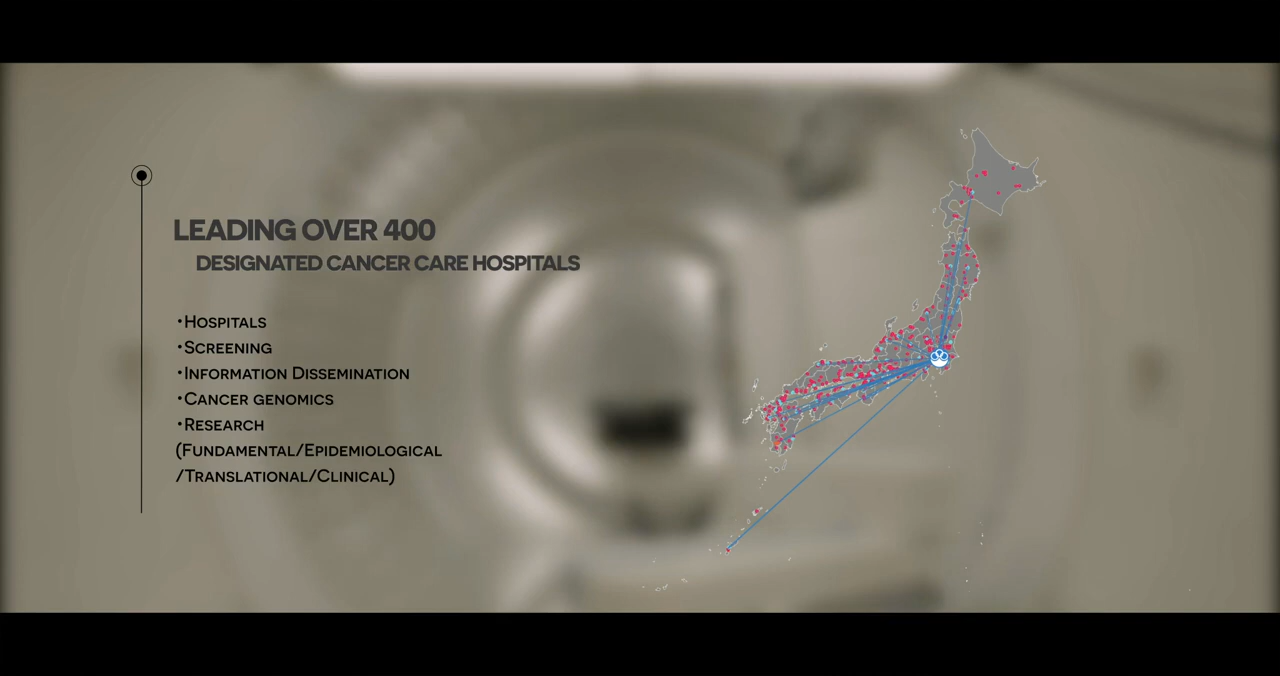 LEADING OVER 400
DESIGNATED CANCER CARE HOSPITALS
・HOSPITALS
・SCREENING
・INFORMATION DISSEMINATION
・CANCER GENOMICS
・RESEARCH
(FUNDAMENTAL/EPIDEMIOLOGICAL
/TRANSLATIONAL/CLINICAL)